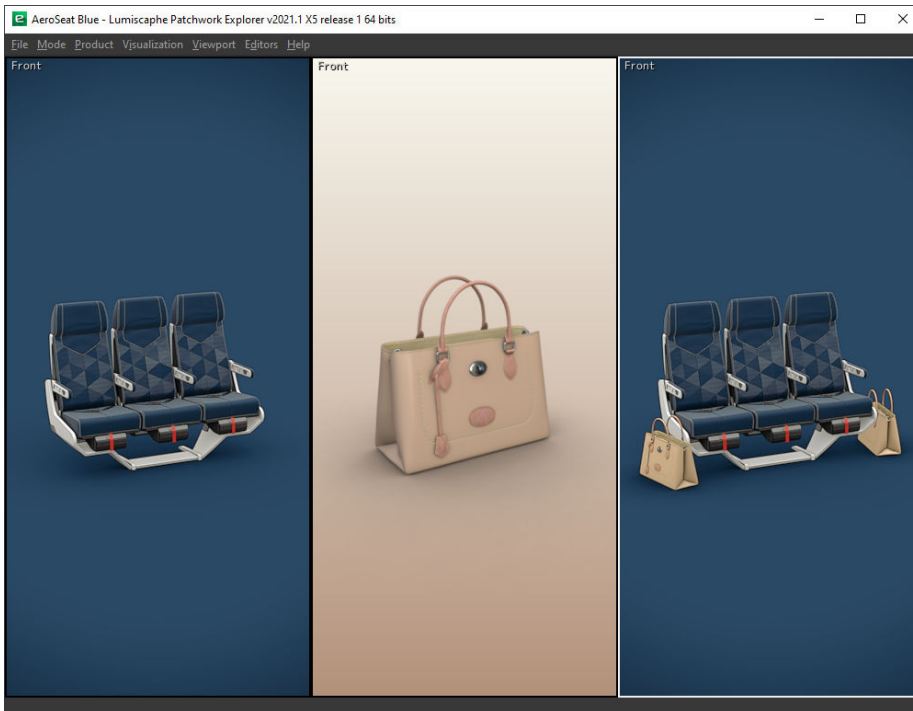 AeroSeat Blue - Lumiscaphe Patchwork Explorer v2021.1 X5 release 1 64 bits
File Mode Product Visualization Viewport Editors Help
Front
Front
Front